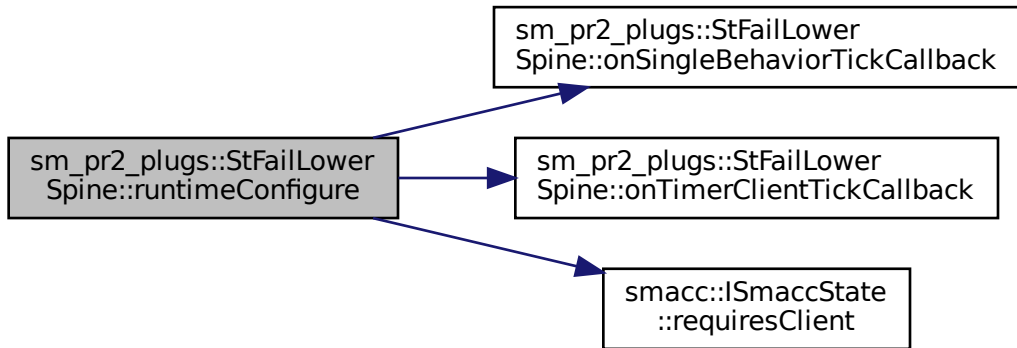 sm_pr2_plugs::StFailLower
Spine::onSingleBehaviorTickCallback
sm_pr2_plugs::StFailLower
Spine::runtimeConfigure
sm_pr2_plugs::StFailLower
Spine::onTimerClientTickCallback
smacc::ISmaccState
::requiresClient